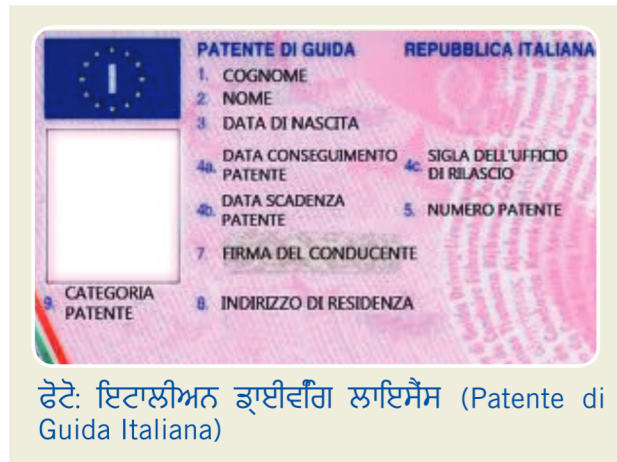 I
PATENTE DI GUIDA REPUBBLICA ITALIANA
1. COGNOME
2. NOME
3. DATA DI NASCITA
4a. DATA CONSEGUIMENTO PATENTE
4c. SIGLA DELL'UFFICIO DI RILASCIO
4b. DATA SCADENZA PATENTE
5. NUMERO PATENTE
7. FIRMA DEL CONDUCENTE
9. CATEGORIA PATENTE
8. INDIRIZZO DI RESIDENZA
ਫੋਟੋ: ਇਟਾਲੀਅਨ ਡ੍ਰਾਈਵੀਂਗ ਲਾਇਸੈਂਸ (Patente di
Guida Italiana)